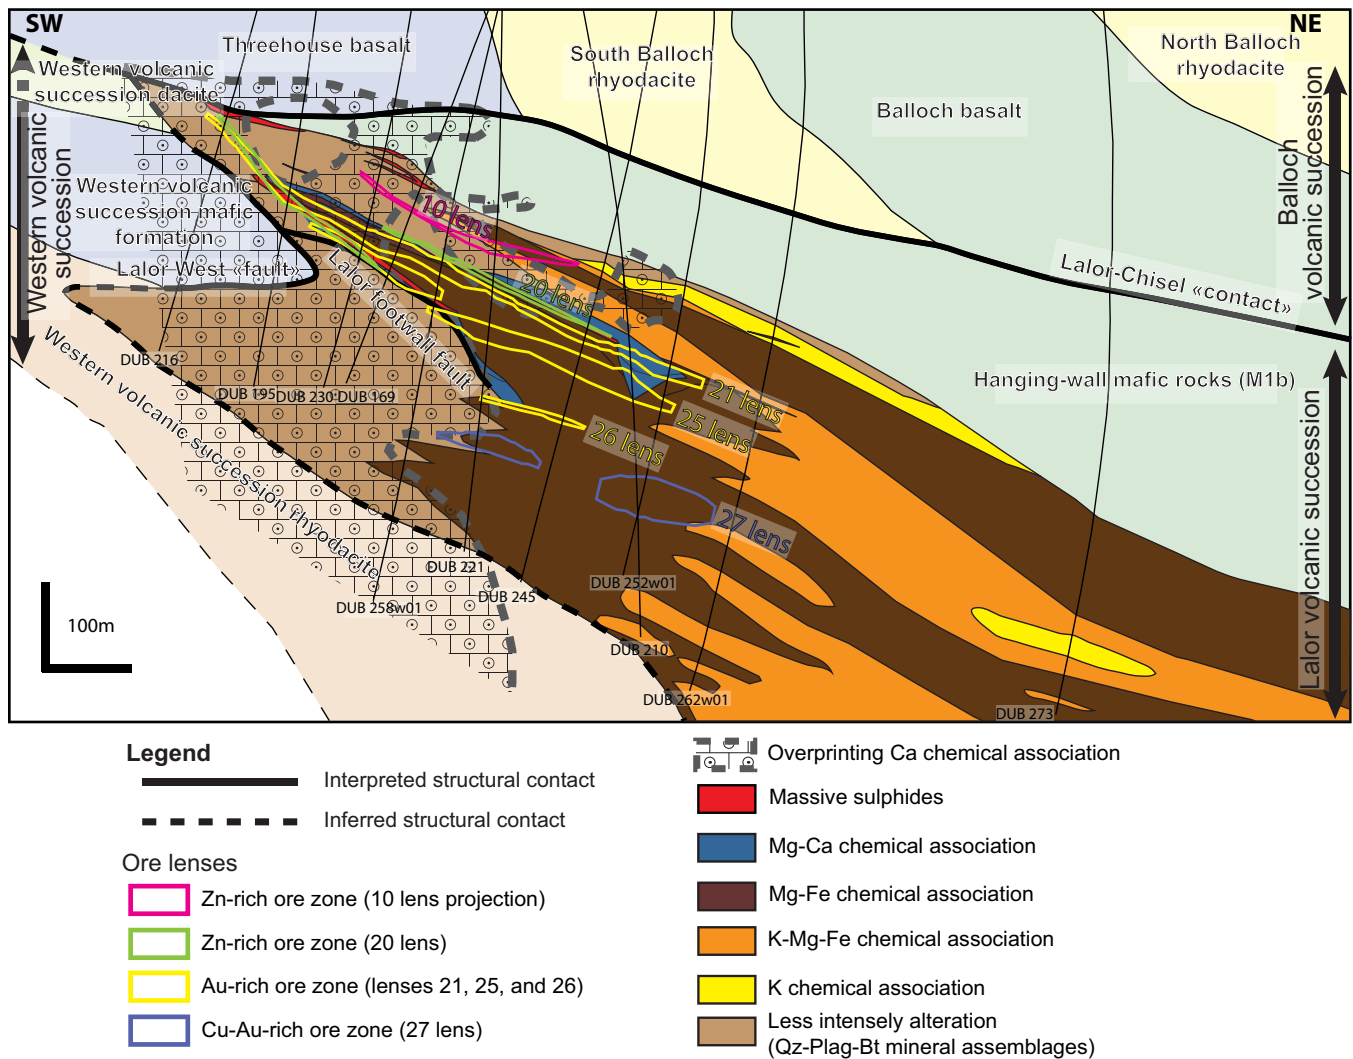 SW
NE
Threehouse basalt
South Balloch
rhyodacite
North Balloch
rhyodacite
Balloch basalt
Western volcanic
succession dacite
Western volcanic
succession
Western volcanic
succession mafic
formation
Lalor West «fault»
Balloch
volcanic succession
Lalor-Chisel «contact»
10 lens
20 lens
Lalor footwall fault
Hanging-wall mafic rocks (M1b)
21 lens
25 lens
26 lens
27 lens
Western volcanic succession rhyodacite
Lalor volcanic succession
DUB 216
DUB 195
DUB 230
DUB 169
DUB 221
DUB 245
DUB 258w01
DUB 252w01
DUB 210
DUB 262w01
DUB 273
100m
Legend
Interpreted structural contact
Inferred structural contact
Ore lenses
Zn-rich ore zone (10 lens projection)
Zn-rich ore zone (20 lens)
Au-rich ore zone (lenses 21, 25, and 26)
Cu-Au-rich ore zone (27 lens)
Overprinting Ca chemical association
Massive sulphides
Mg-Ca chemical association
Mg-Fe chemical association
K-Mg-Fe chemical association
K chemical association
Less intensely alteration
(Qz-Plag-Bt mineral assemblages)